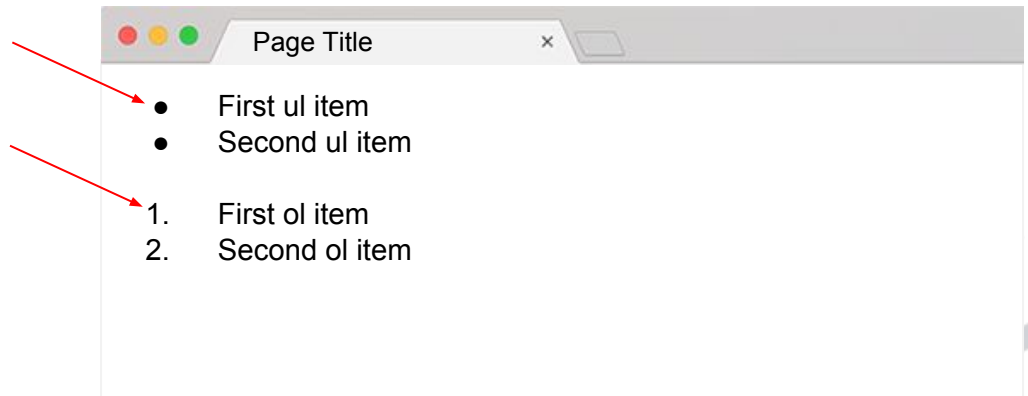 Page Title ×
● First ul item
● Second ul item
1. First ol item
2. Second ol item